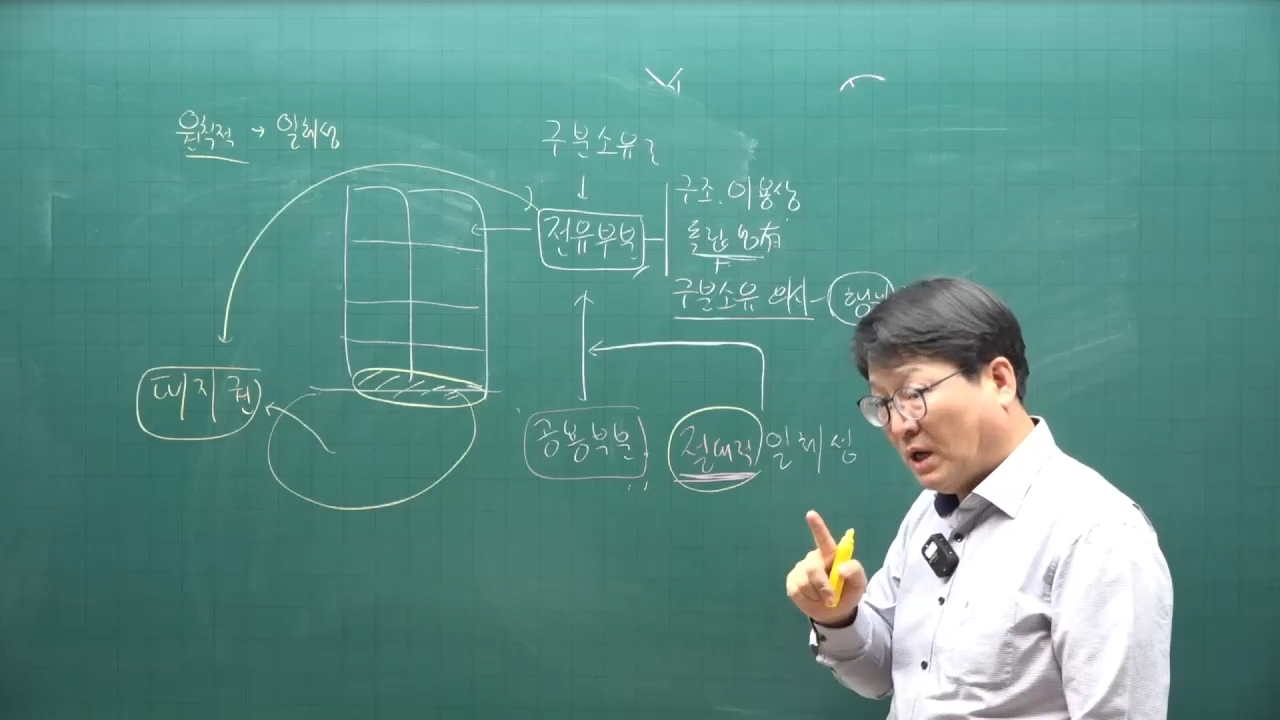 원칙적 → 일체성
구분소유
전유부분
구조.이용상
독립
구분소유 의사 -
대지권
공용부분
절대적 일체성